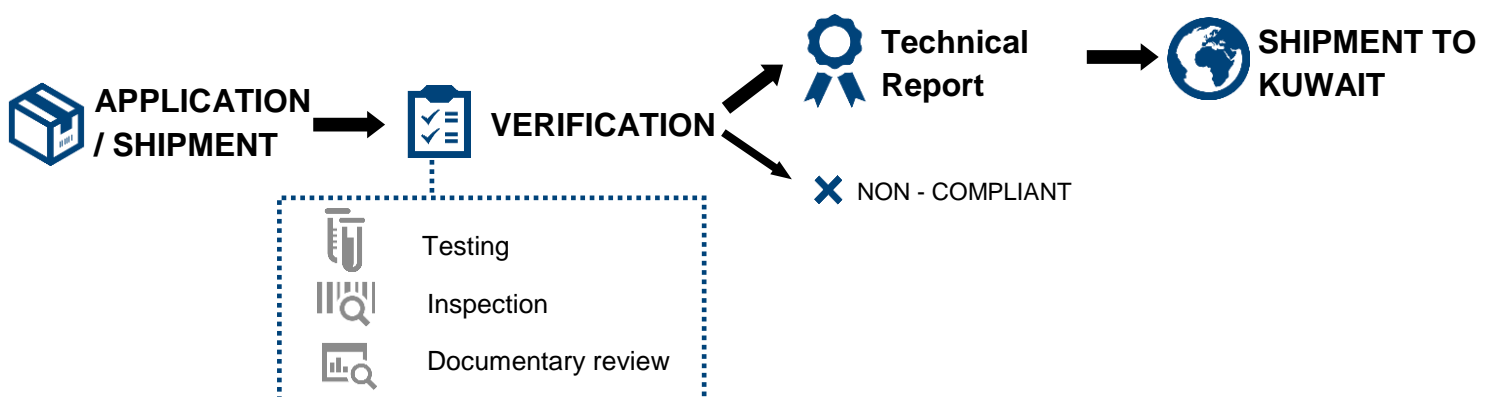 APPLICATION
/ SHIPMENT
VERIFICATION
Technical
Report
SHIPMENT TO
KUWAIT
NON - COMPLIANT
Testing
Inspection
Documentary review